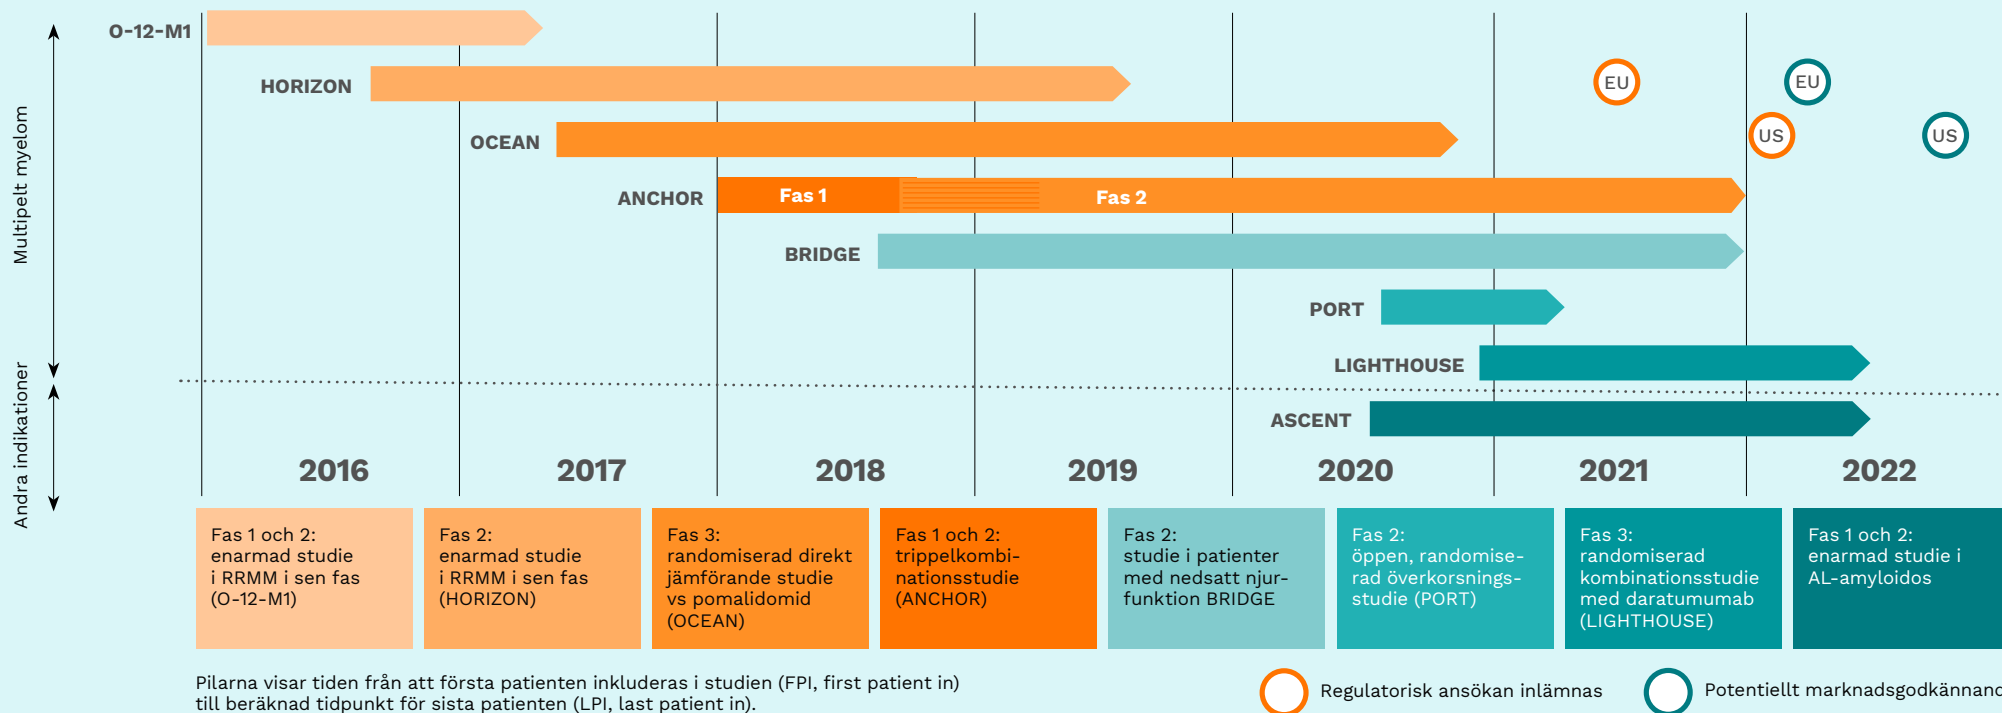 Multipelt myelom
Andra indikationer
O-12-M1
HORIZON
EU
EU
OCEAN
US
US
ANCHOR
Fas 1
Fas 2
BRIDGE
PORT
LIGHTHOUSE
ASCENT
2016
2017
2018
2019
2020
2021
2022
Fas 1 och 2:
enarmad studie
i RRMM i sen fas
(O-12-M1)
Fas 2:
enarmad studie
i RRMM i sen fas
(HORIZON)
Fas 3:
randomiserad direkt
jämförande studie
vs pomalidomid
(OCEAN)
Fas 1 och 2:
trippelkombi-
nationsstudie
(ANCHOR)
Fas 2:
studie i patienter
med nedsatt njur-
funktion BRIDGE
Fas 2:
öppen, randomise-
rad överkorsnings-
studie (PORT)
Fas 3:
randomiserad
kombinationsstudie
med daratumumab
(LIGHTHOUSE)
Fas 1 och 2:
enarmad studie i
AL-amyloidos
Pilarna visar tiden från att första patienten inkluderas i studien (FPI, first patient in)
till beräknad tidpunkt för sista patienten (LPI, last patient in).
Regulatorisk ansökan inlämnas
Potentiellt marknadsgodkännand